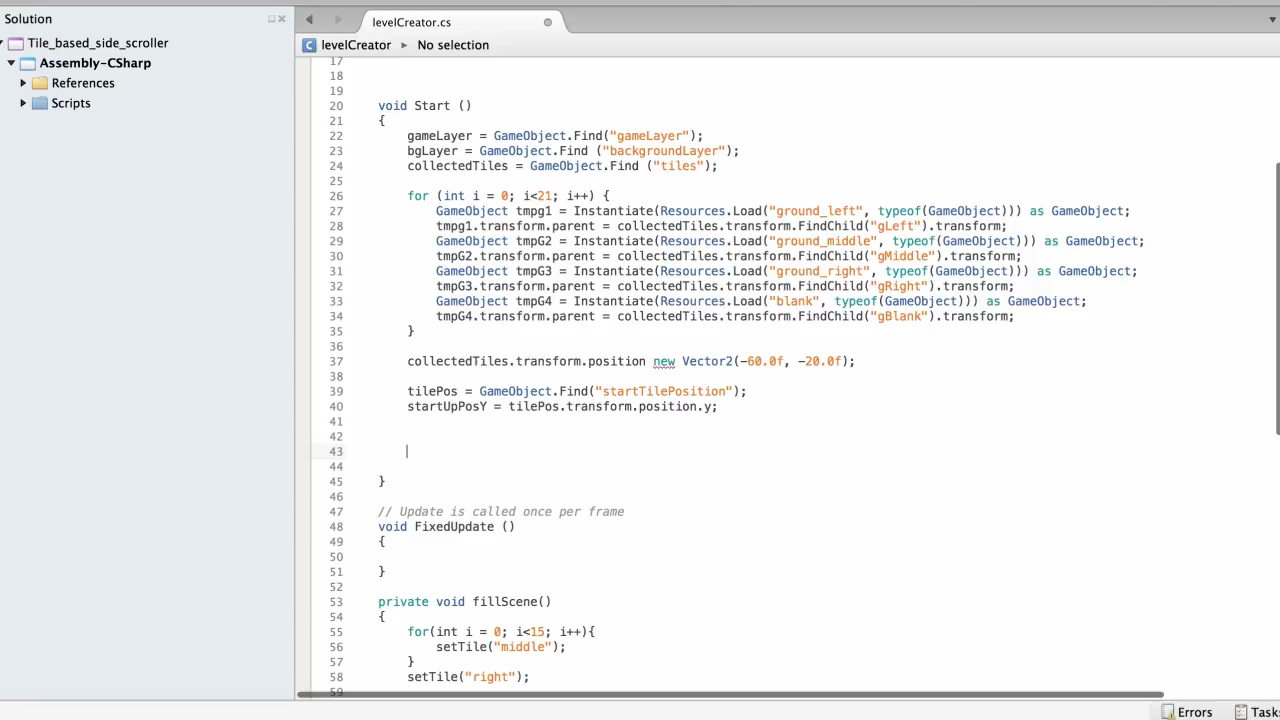 Solution
levelCreator.cs
Tile_based_side_scroller
levelCreator ▸ No selection
Assembly-CSharp
References
Scripts
17
18
19
20 void Start ()
21 {
22 gameLayer = GameObject.Find("gameLayer");
23 bgLayer = GameObject.Find ("backgroundLayer");
24 collectedTiles = GameObject.Find ("tiles");
25
26 for (int i = 0; i<21; i++) {
27 GameObject tmpg1 = Instantiate(Resources.Load("ground_left", typeof(GameObject))) as GameObject;
28 tmpg1.transform.parent = collectedTiles.transform.FindChild("gLeft").transform;
29 GameObject tmpG2 = Instantiate(Resources.Load("ground_middle", typeof(GameObject))) as GameObject;
30 tmpG2.transform.parent = collectedTiles.transform.FindChild("gMiddle").transform;
31 GameObject tmpG3 = Instantiate(Resources.Load("ground_right", typeof(GameObject))) as GameObject;
32 tmpG3.transform.parent = collectedTiles.transform.FindChild("gRight").transform;
33 GameObject tmpG4 = Instantiate(Resources.Load("blank", typeof(GameObject))) as GameObject;
34 tmpG4.transform.parent = collectedTiles.transform.FindChild("gBlank").transform;
35 }
36
37 collectedTiles.transform.position new Vector2(-60.0f, -20.0f);
38
39 tilePos = GameObject.Find("startTilePosition");
40 startUpPosY = tilePos.transform.position.y;
41
42
43
44
45 }
46
47 // Update is called once per frame
48 void FixedUpdate ()
49 {
50
51 }
52
53 private void fillScene()
54 {
55 for(int i = 0; i<15; i++){
56 setTile("middle");
57 }
58 setTile("right");
59
Errors
Task